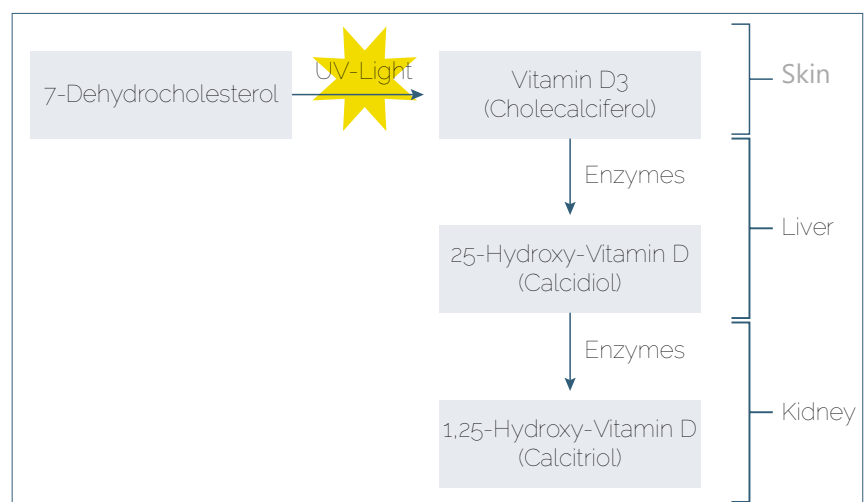 7-Dehydrocholesterol
UV-Light
Vitamin D3
(Cholecalciferol)
Skin
Enzymes
Liver
25-Hydroxy-Vitamin D
(Calcidiol)
Enzymes
Kidney
1,25-Hydroxy-Vitamin D
(Calcitriol)